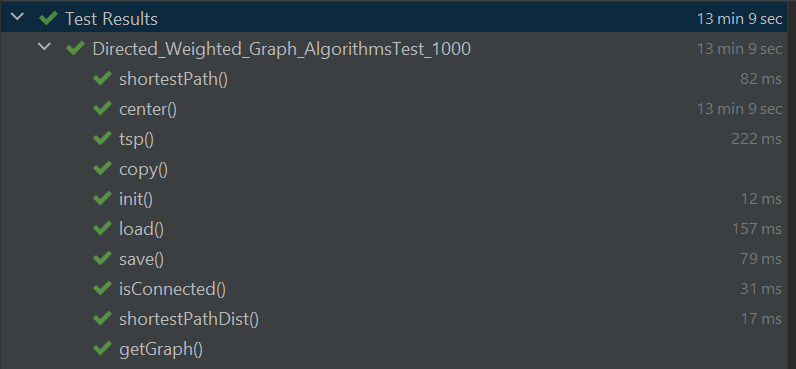 Test Results 13 min 9 sec
Directed_Weighted_Graph_AlgorithmsTest_1000 13 min 9 sec
shortestPath() 82 ms
center() 13 min 9 sec
tsp() 222 ms
copy()
init() 12 ms
load() 157 ms
save() 79 ms
isConnected() 31 ms
shortestPathDist() 17 ms
getGraph()